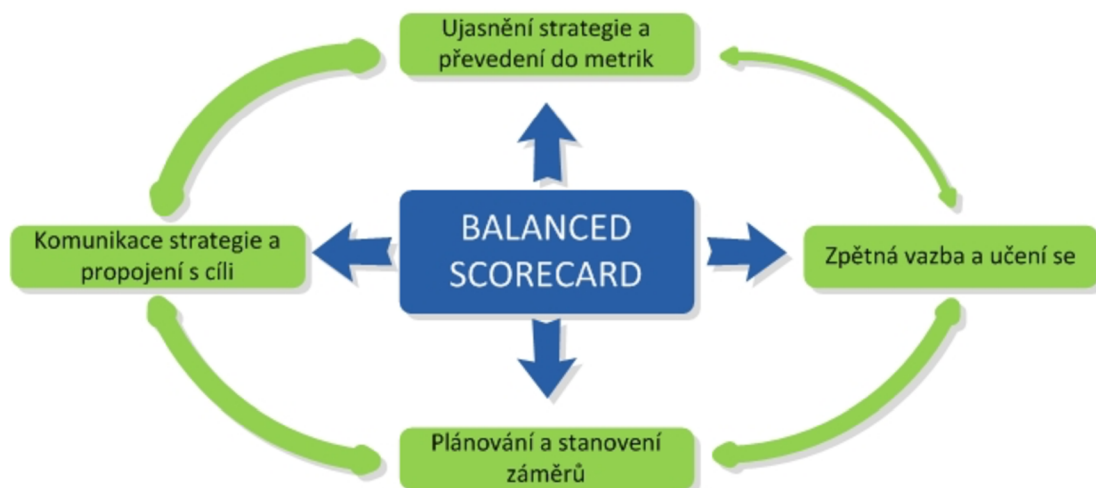 Ujasnění strategie a
převedení do metrik
BALANCED
SCORECARD
Komunikace strategie a
propojení s cíli
Zpětná vazba a učení se
Plánování a stanovení
záměrů